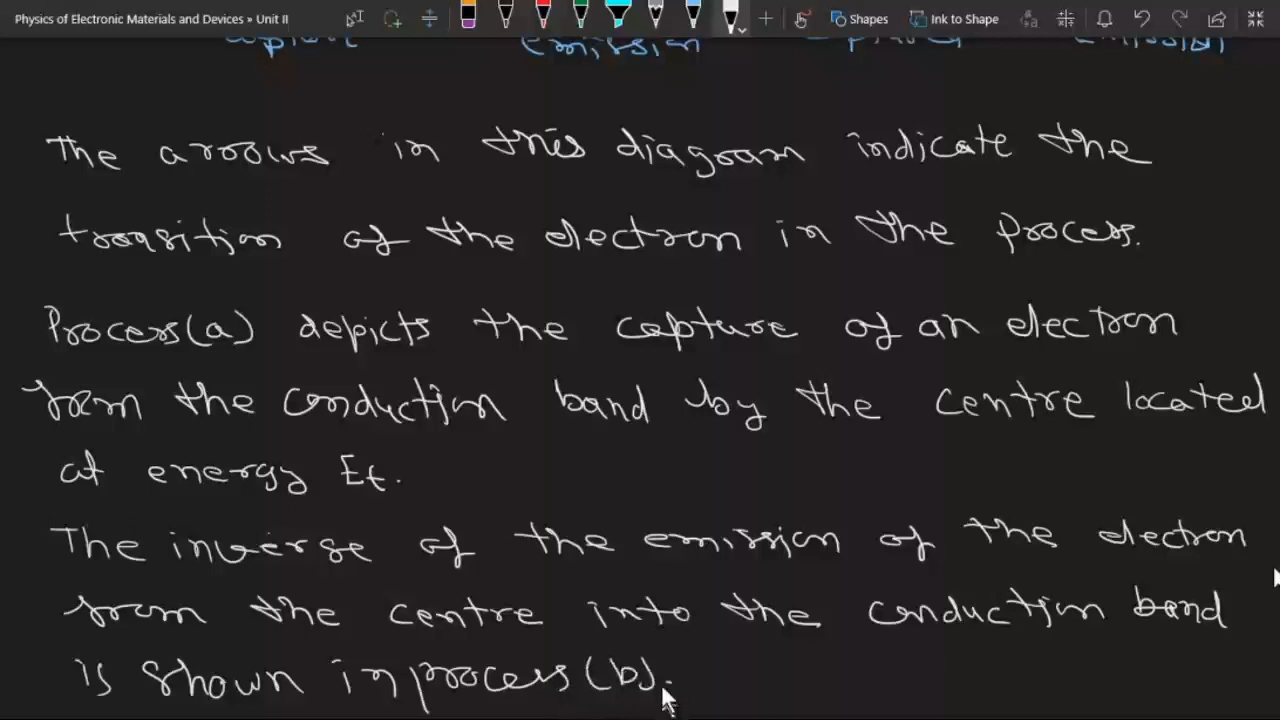 Physics of Electronic Materials and Devices » Unit II
Shapes
Ink to Shape
emission
The arrows in this diagram indicate the
transition of the electron in the process.
Process(a) depicts the capture of an electron
from the conduction band by the centre located
at energy Et.
The inverse of the emission of the electron
from the centre into the conduction band
is shown in process(b).